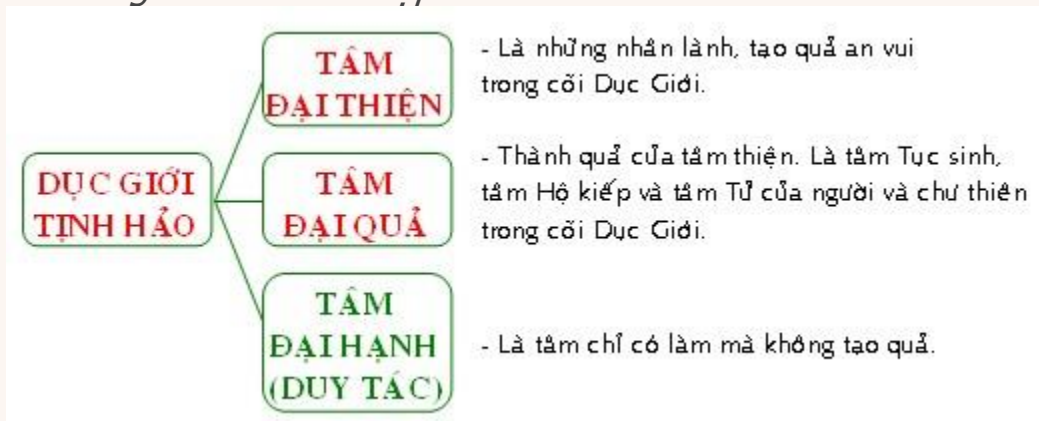 DỤC GIỚI
TỊNH HẢO
TÂM
ĐẠI THIỆN
- Là những nhân lành, tạo quả an vui
trong cõi Dục Giới.
TÂM
ĐẠI QUẢ
- Thành quả của tâm thiện. Là tâm Tục sinh,
tâm Hộ kiếp và tâm Tử của người và chư thiên
trong cõi Dục Giới.
TÂM
ĐẠI HẠNH
(DUY TÁC)
- Là tâm chỉ có làm mà không tạo quả.